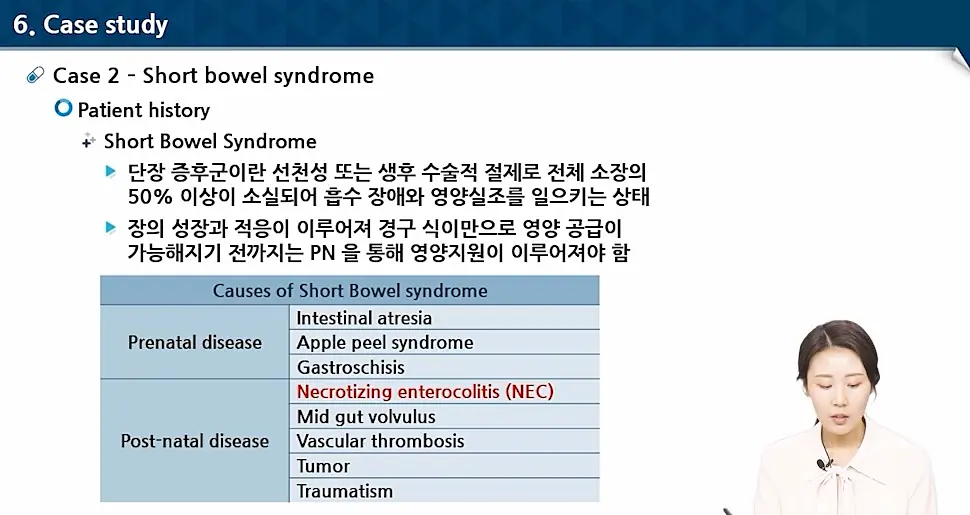 6. Case study
Case 2 - Short bowel syndrome
Patient history
Short Bowel Syndrome
단장 증후군이란 선천성 또는 생후 수술적 절제로 전체 소장의
50% 이상이 소실되어 흡수 장애와 영양실조를 일으키는 상태
장의 성장과 적응이 이루어져 경구 식이만으로 영양 공급이
가능해지기 전까지는 PN 을 통해 영양지원이 이루어져야 함
Causes of Short Bowel syndrome
Prenatal disease
Intestinal atresia
Apple peel syndrome
Gastroschisis
Post-natal disease
Necrotizing enterocolitis (NEC)
Mid gut volvulus
Vascular thrombosis
Tumor
Traumatism